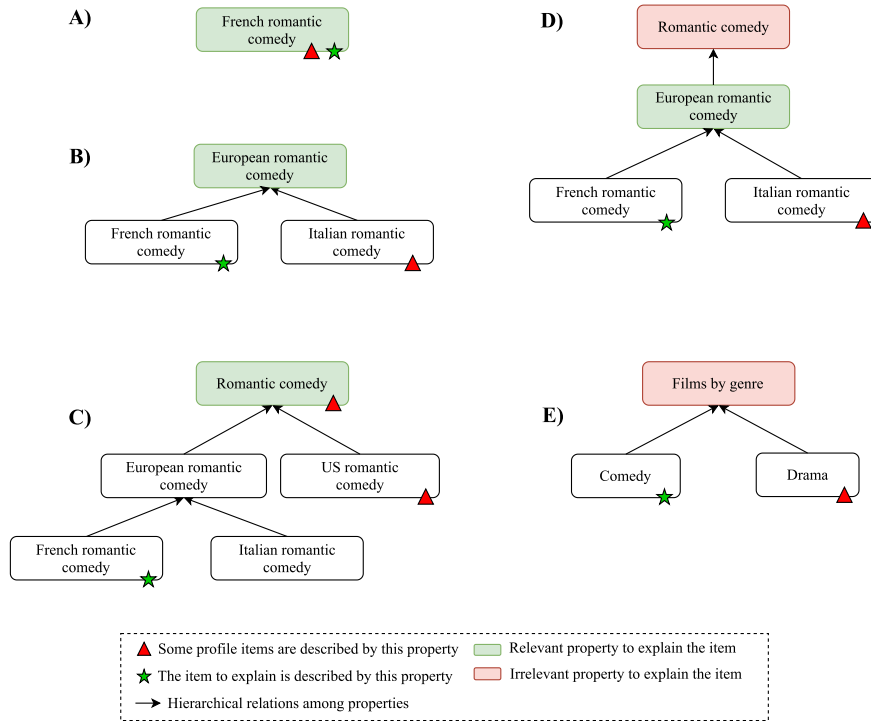 A)
French romantic
comedy
B)
European romantic
comedy
French romantic
comedy
Italian romantic
comedy
C)
Romantic comedy
European romantic
comedy
US romantic
comedy
French romantic
comedy
Italian romantic
comedy
D)
Romantic comedy
European romantic
comedy
French romantic
comedy
Italian romantic
comedy
E)
Films by genre
Comedy
Drama
Some profile items are described by this property
Relevant property to explain the item
The item to explain is described by this property
Irrelevant property to explain the item
Hierarchical relations among properties